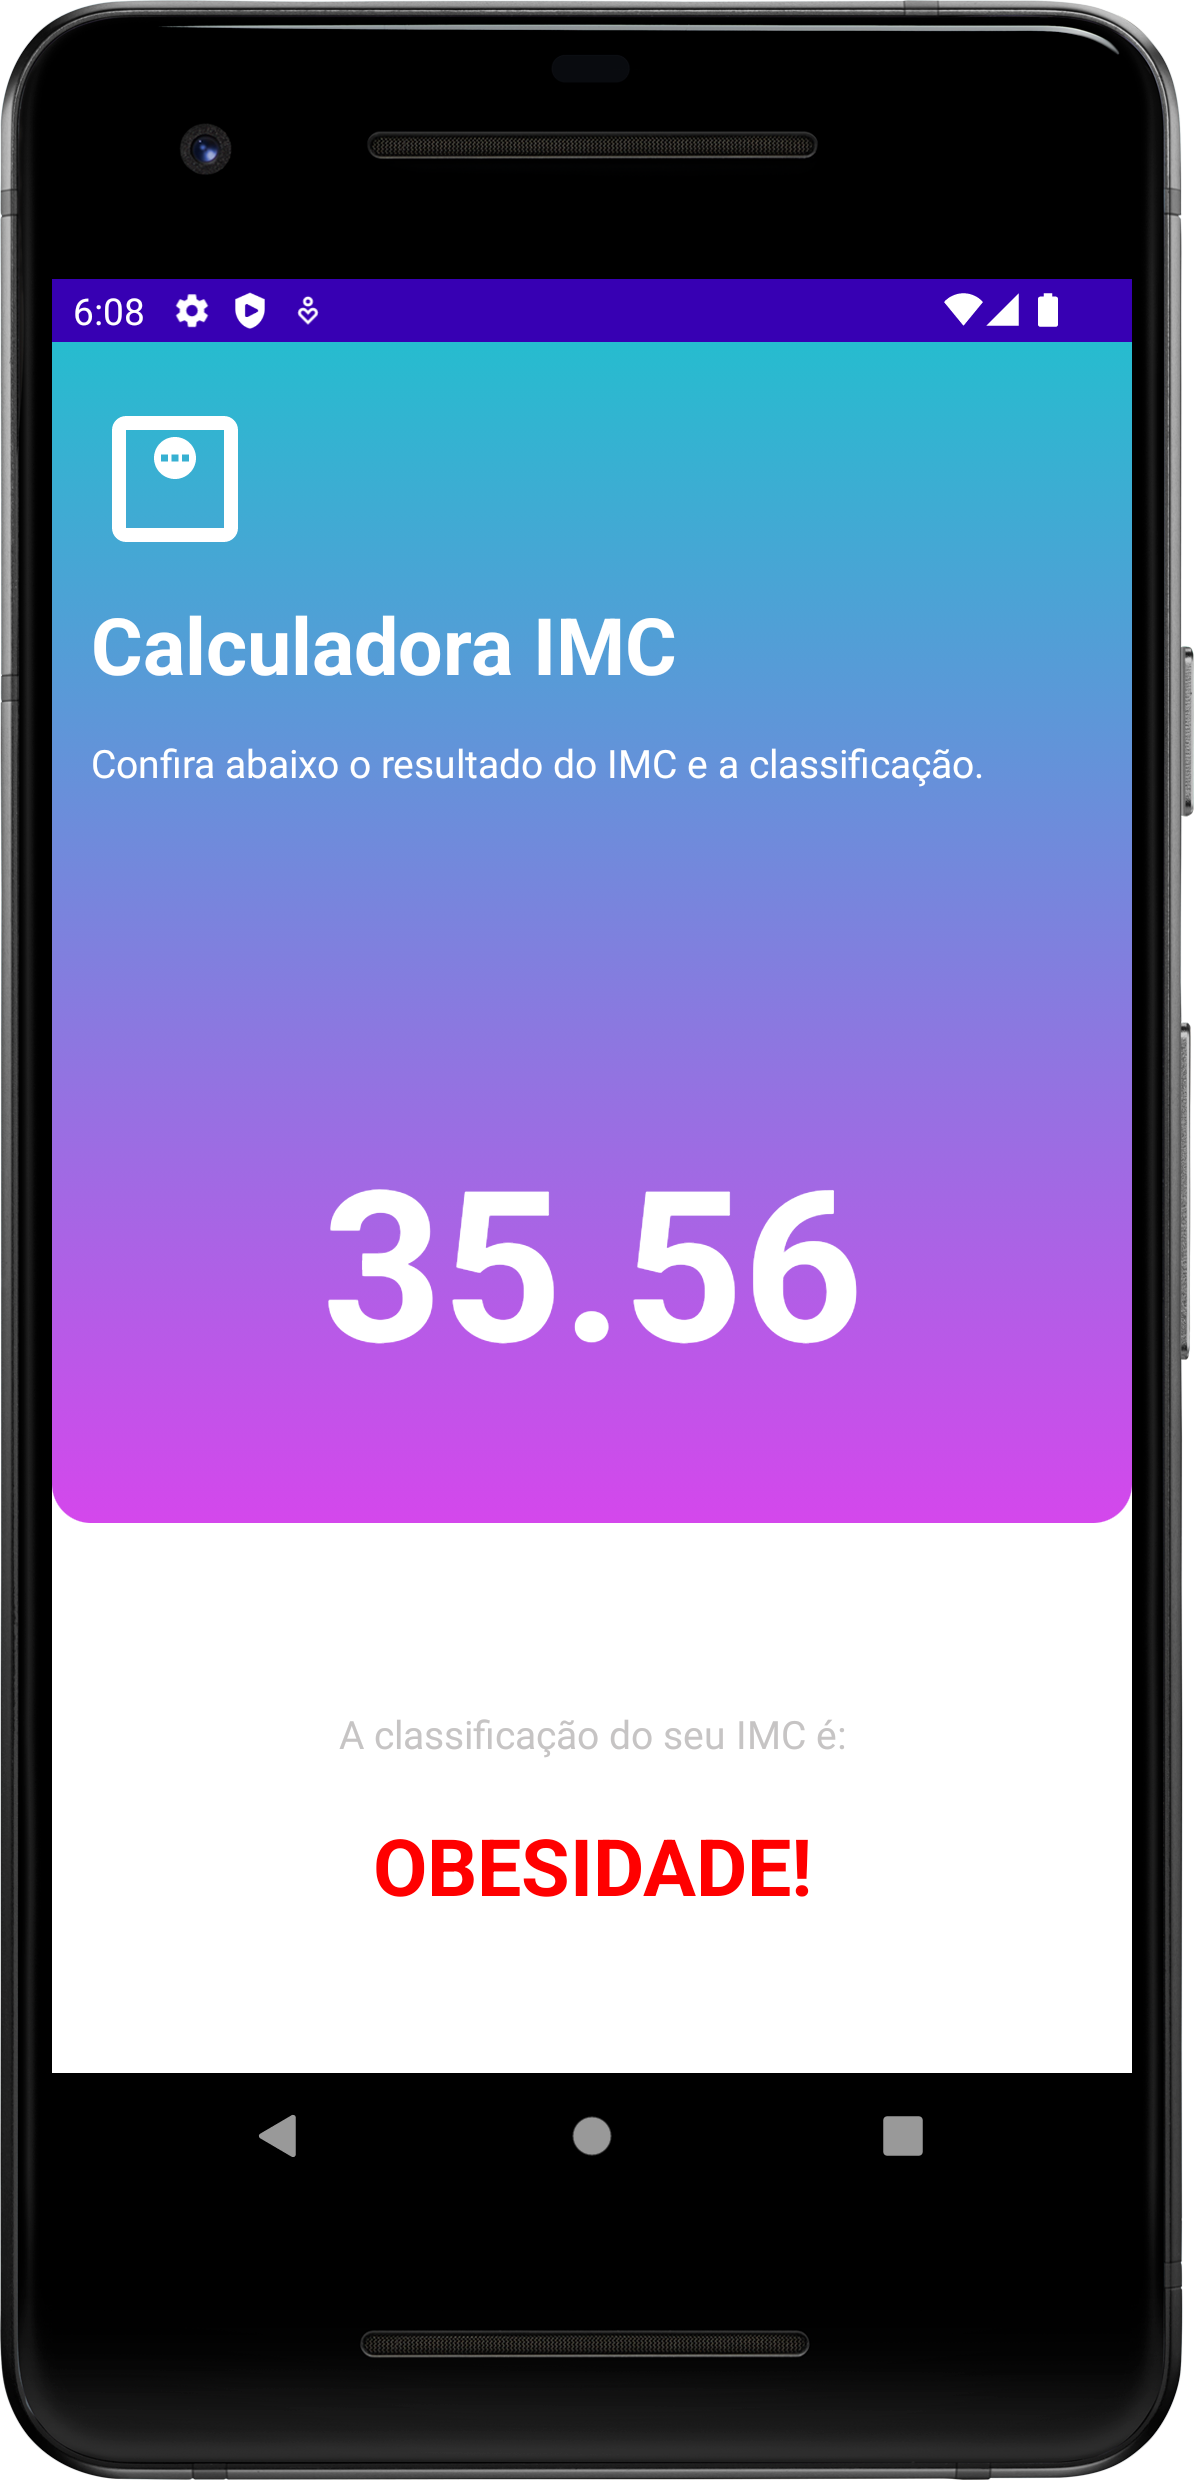 6:08
Calculadora IMC
Confira abaixo o resultado do IMC e a classificação.
35.56
A classificação do seu IMC é:
OBESIDADE!